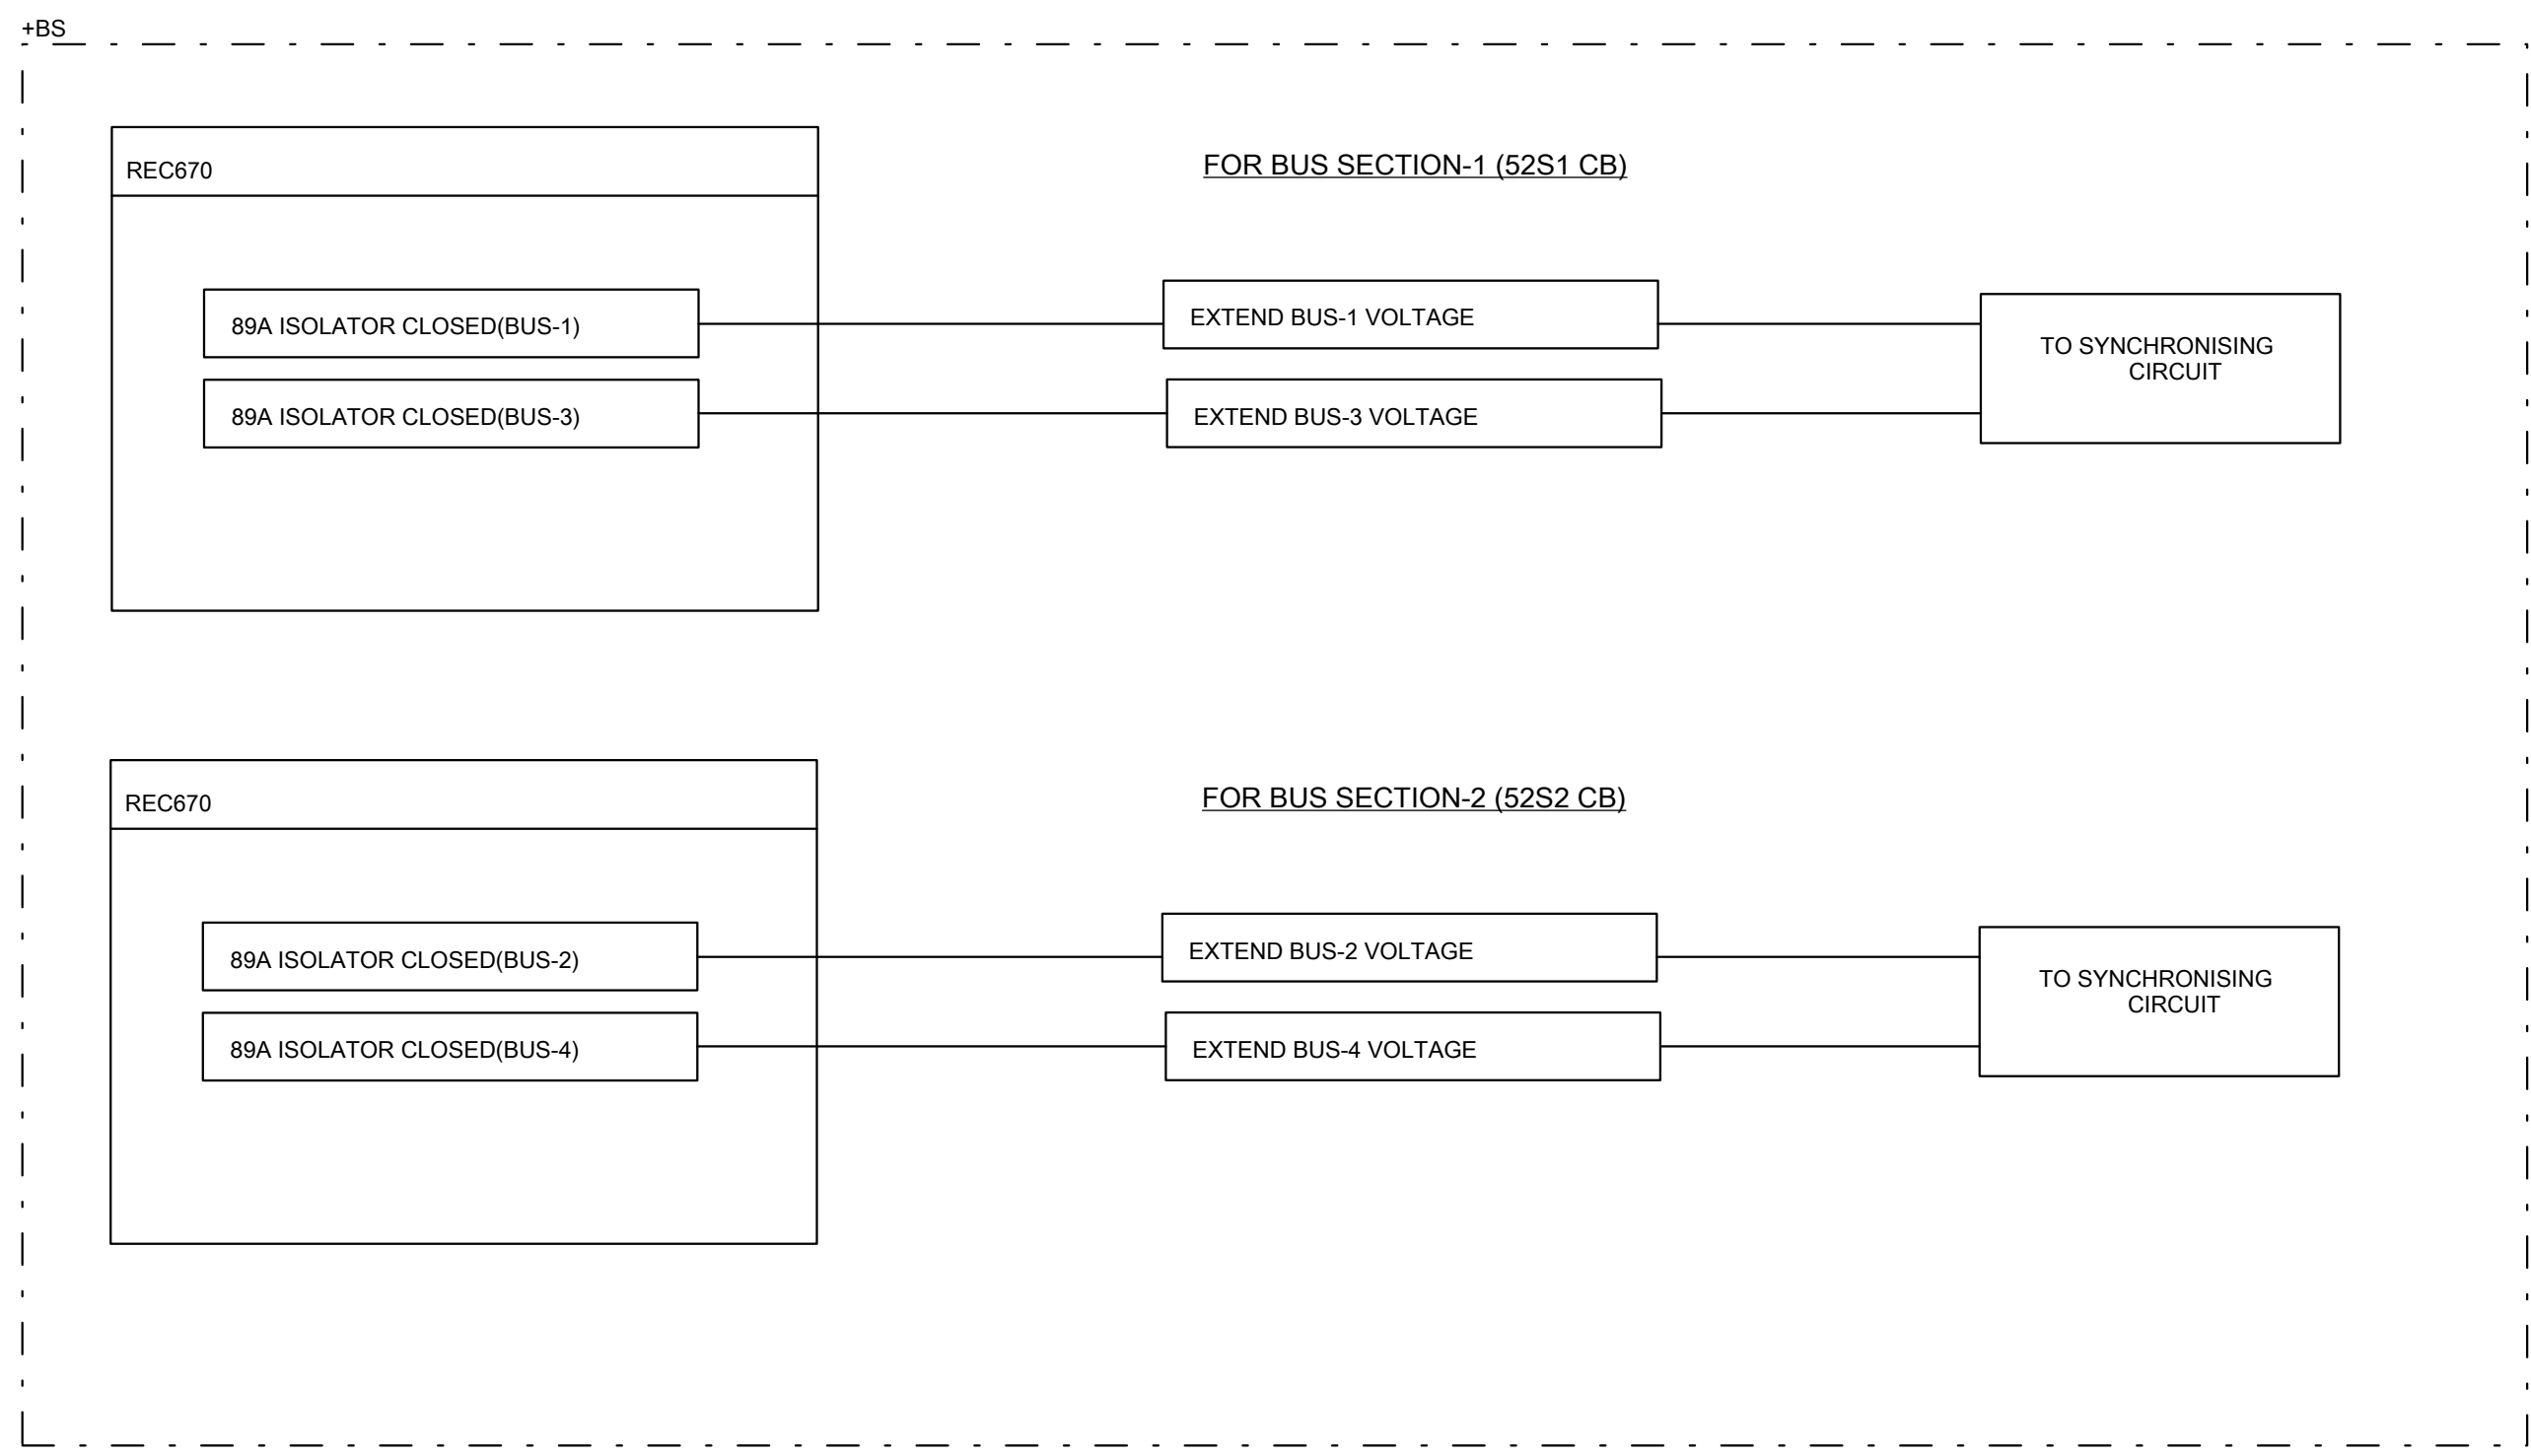 +BS
REC670
FOR BUS SECTION-1 (52S1 CB)
89A ISOLATOR CLOSED(BUS-1)
EXTEND BUS-1 VOLTAGE
TO SYNCHRONISING
CIRCUIT
89A ISOLATOR CLOSED(BUS-3)
EXTEND BUS-3 VOLTAGE
REC670
FOR BUS SECTION-2 (52S2 CB)
89A ISOLATOR CLOSED(BUS-2)
EXTEND BUS-2 VOLTAGE
TO SYNCHRONISING
CIRCUIT
89A ISOLATOR CLOSED(BUS-4)
EXTEND BUS-4 VOLTAGE